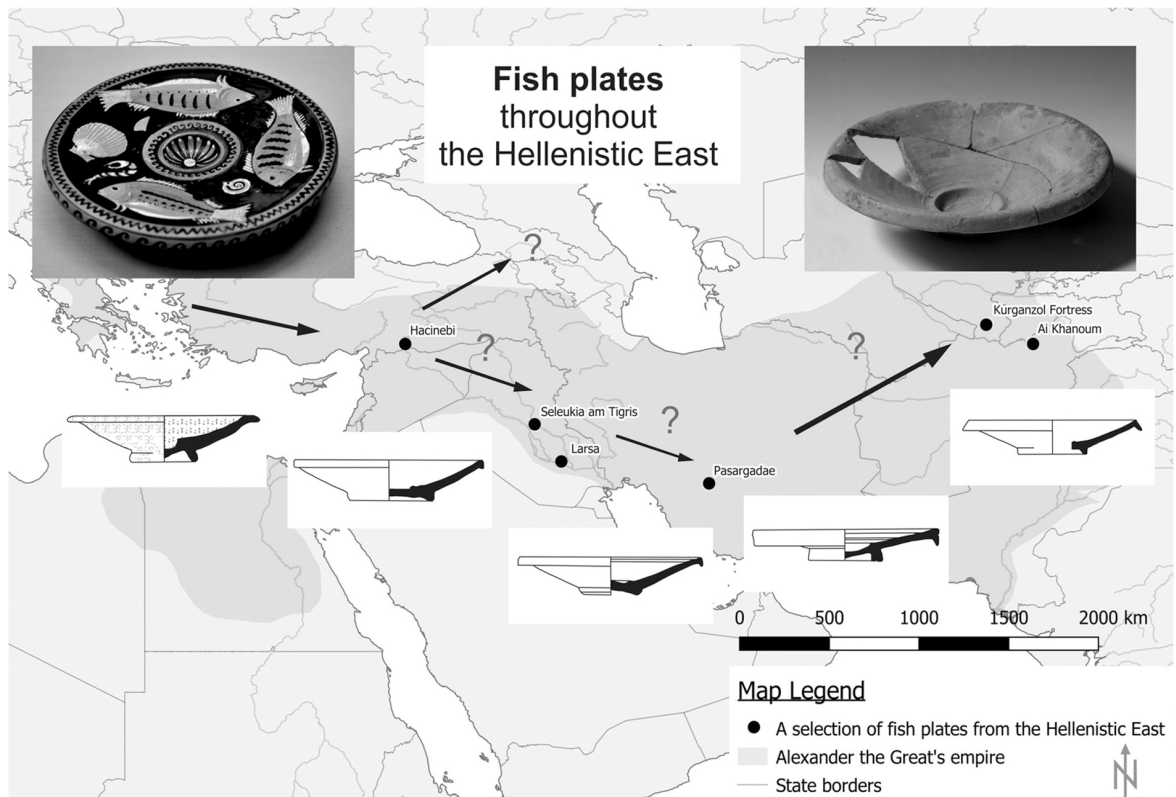 Fish plates
throughout
the Hellenistic East
?
Kurganzol Fortress
Ai Khanoum
Hacinebi
?
?
Seleukia am Tigris
?
Larsa
Pasargadae
0 500 1000 1500 2000 km
Map Legend
A selection of fish plates from the Hellenistic East
Alexander the Great's empire
State borders
N